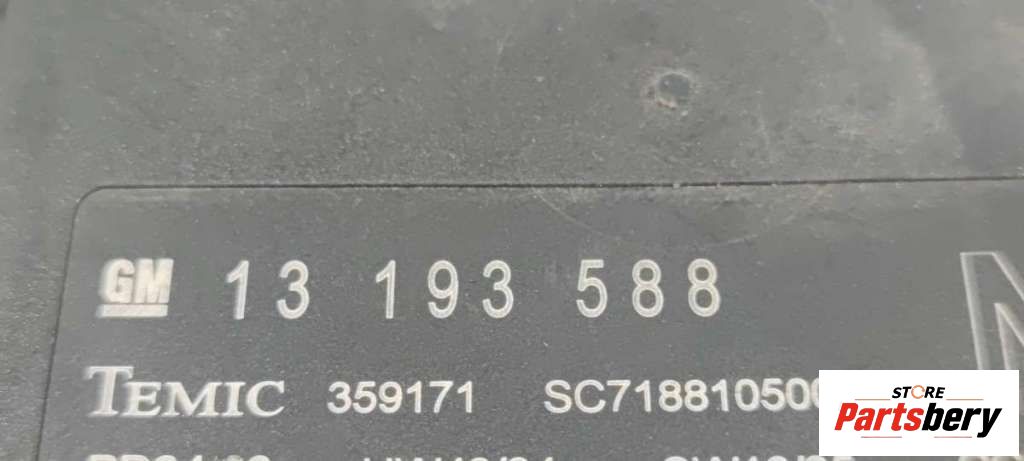 GM 13 193 588
TEMIC 359171 SC71881050
STORE
Partsbery